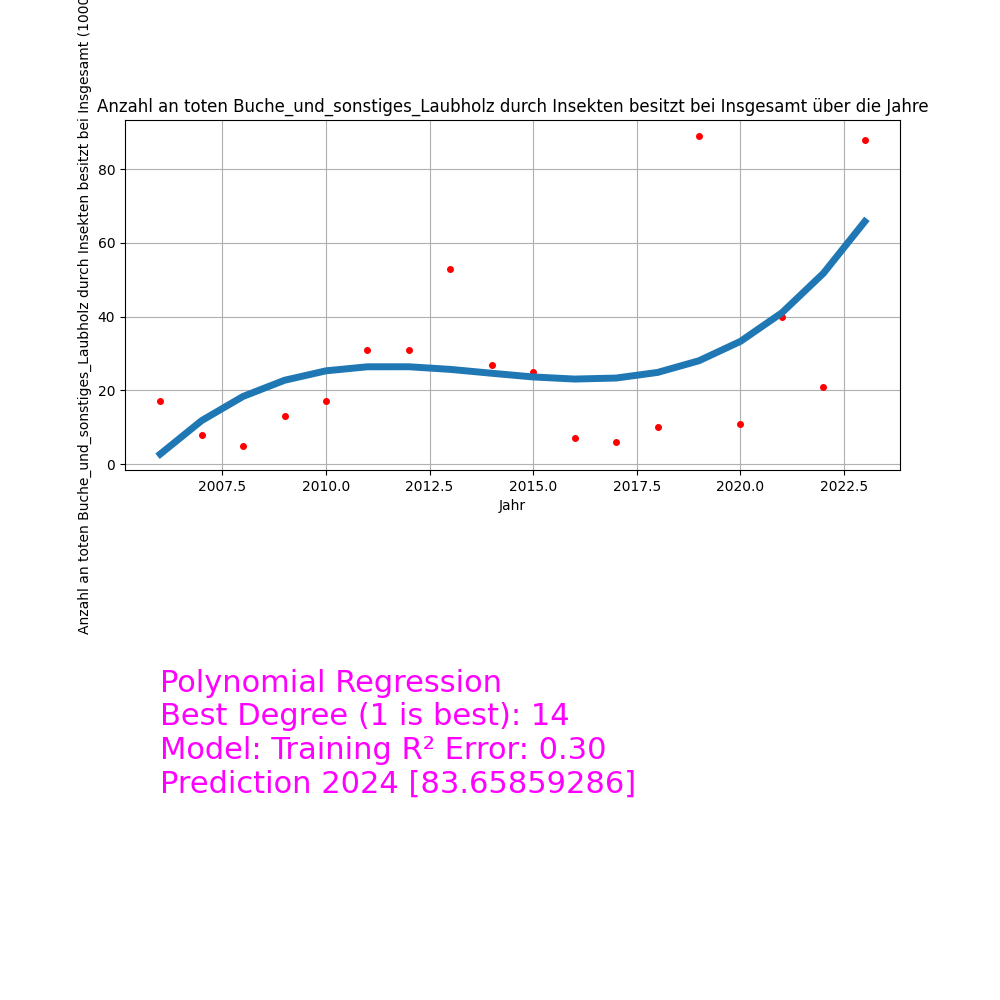 Anzahl an toten Buche_und_sonstiges_Laubholz durch Insekten besitzt bei Insgesamt über die Jahre
Anzahl an toten Buche_und_sonstiges_Laubholz durch Insekten besitzt bei Insgesamt (1000
80
60
40
20
0
2007.5 2010.0 2012.5 2015.0 2017.5 2020.0 2022.5
Jahr
Polynomial Regression
Best Degree (1 is best): 14
Model: Training R² Error: 0.30
Prediction 2024 [83.65859286]